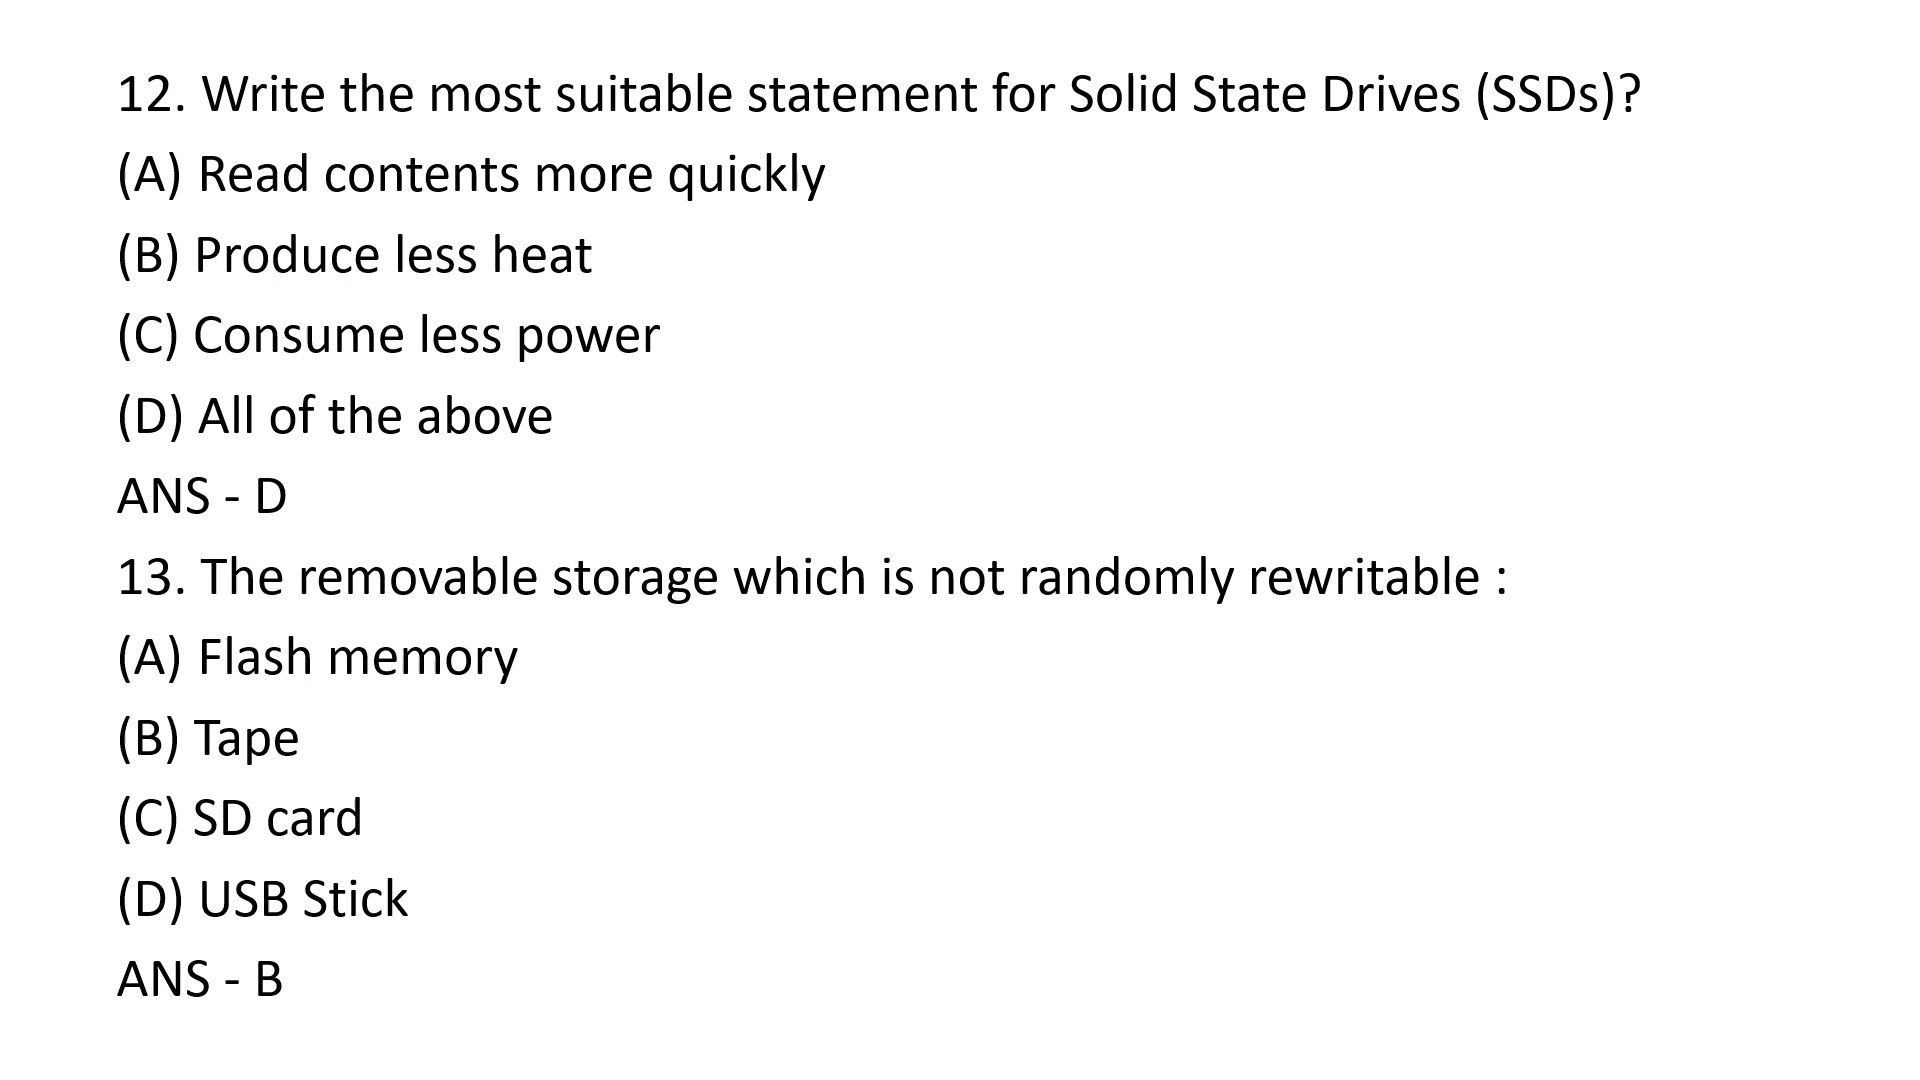 12. Write the most suitable statement for Solid State Drives (SSDs)?
(A) Read contents more quickly
(B) Produce less heat
(C) Consume less power
(D) All of the above
ANS - D
13. The removable storage which is not randomly rewritable :
(A) Flash memory
(B) Tape
(C) SD card
(D) USB Stick
ANS - B